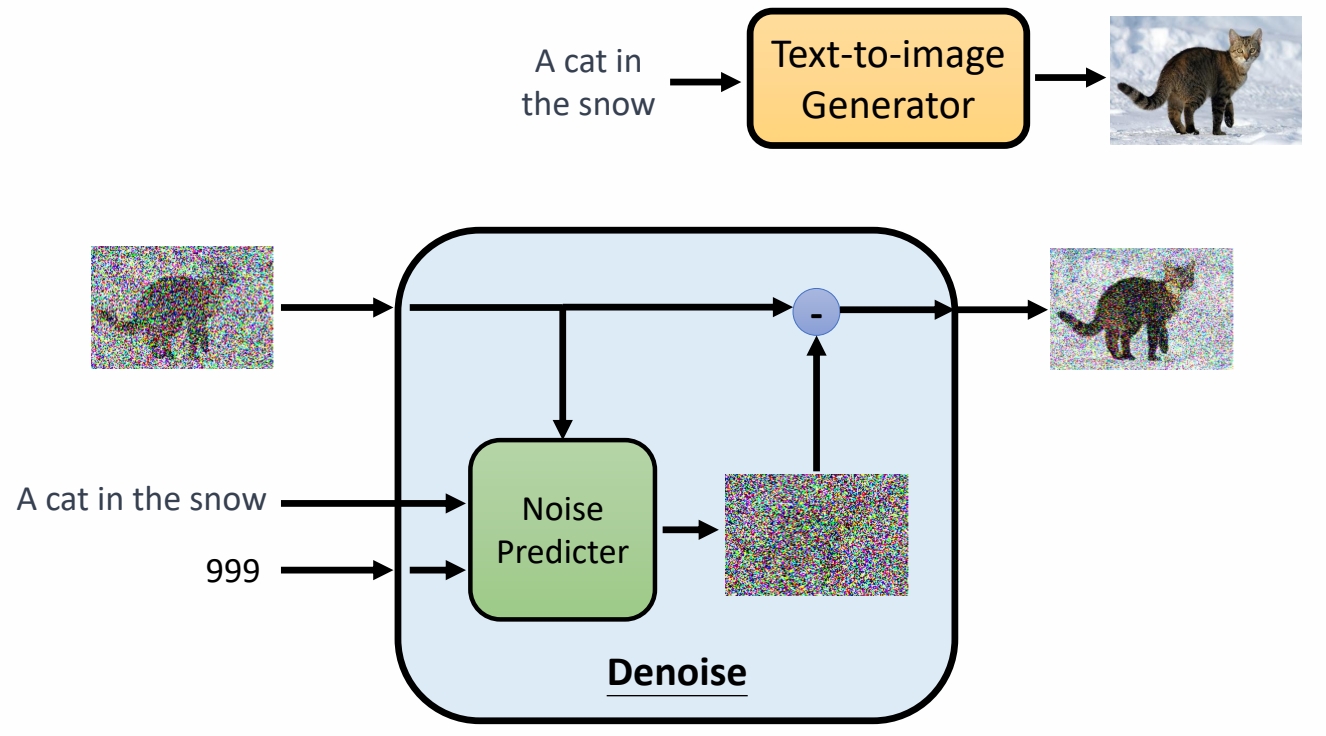 A cat in
the snow
Text-to-image
Generator
-
A cat in the snow
999
Noise
Predicter
Denoise